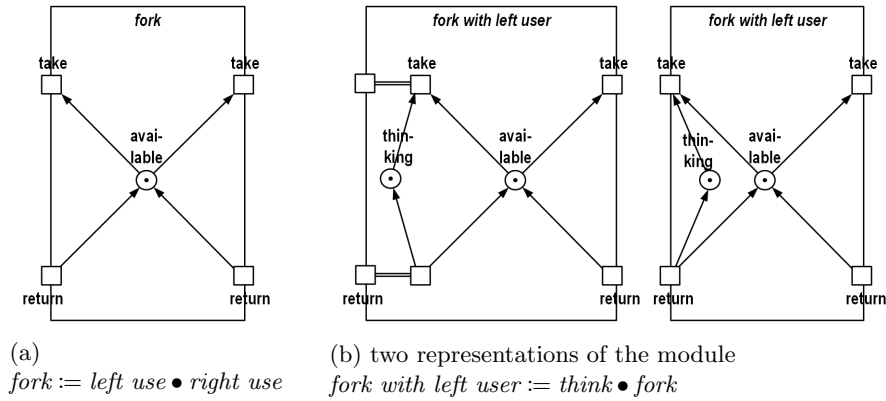 fork
fork with left user
fork with left user
take
take
take
take
take
take
avai-
lable
thin-
king
avai-
lable
thin-
king
avai-
lable
return
return
return
return
return
return
(a)
fork := left use • right use
(b) two representations of the module
fork with left user := think • fork